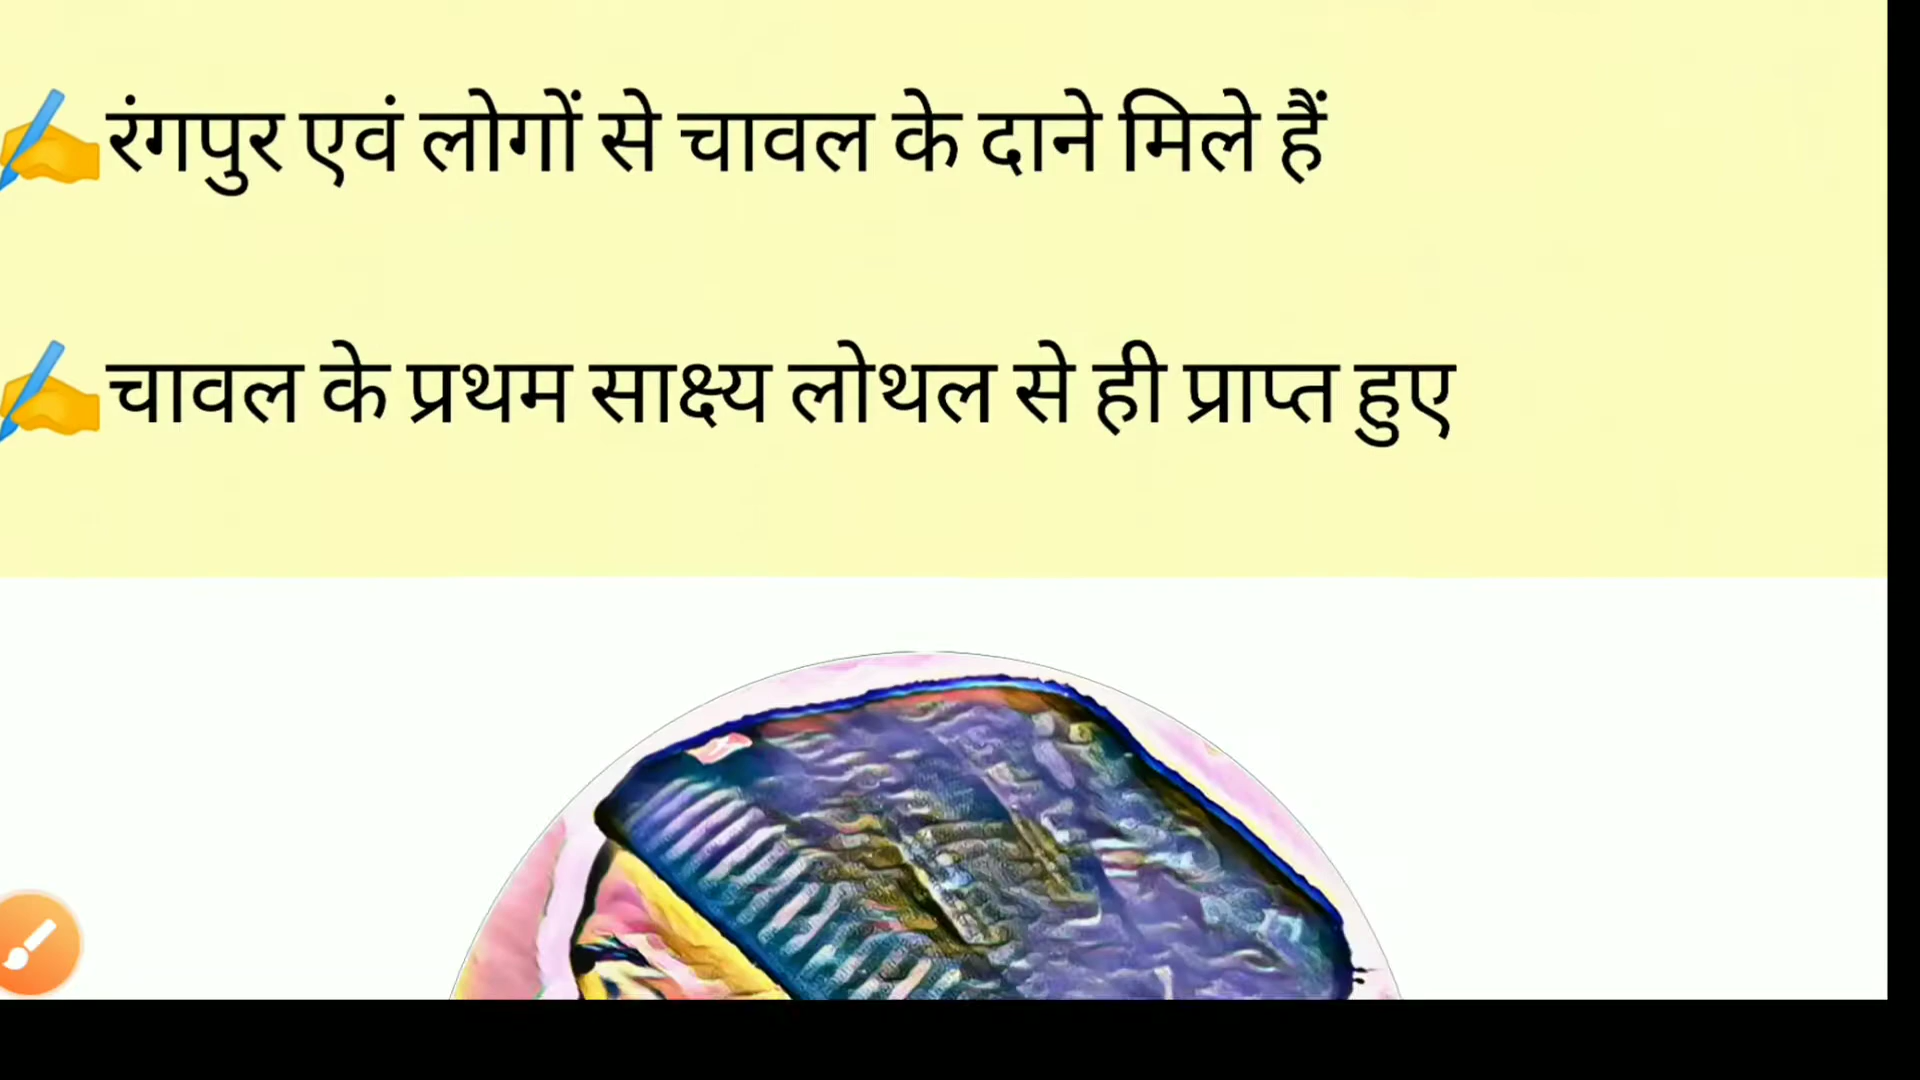 ✍️रंगपुर एवं लोगों से चावल के दाने मिले हैं
✍️चावल के प्रथम साक्ष्य लोथल से ही प्राप्त हुए